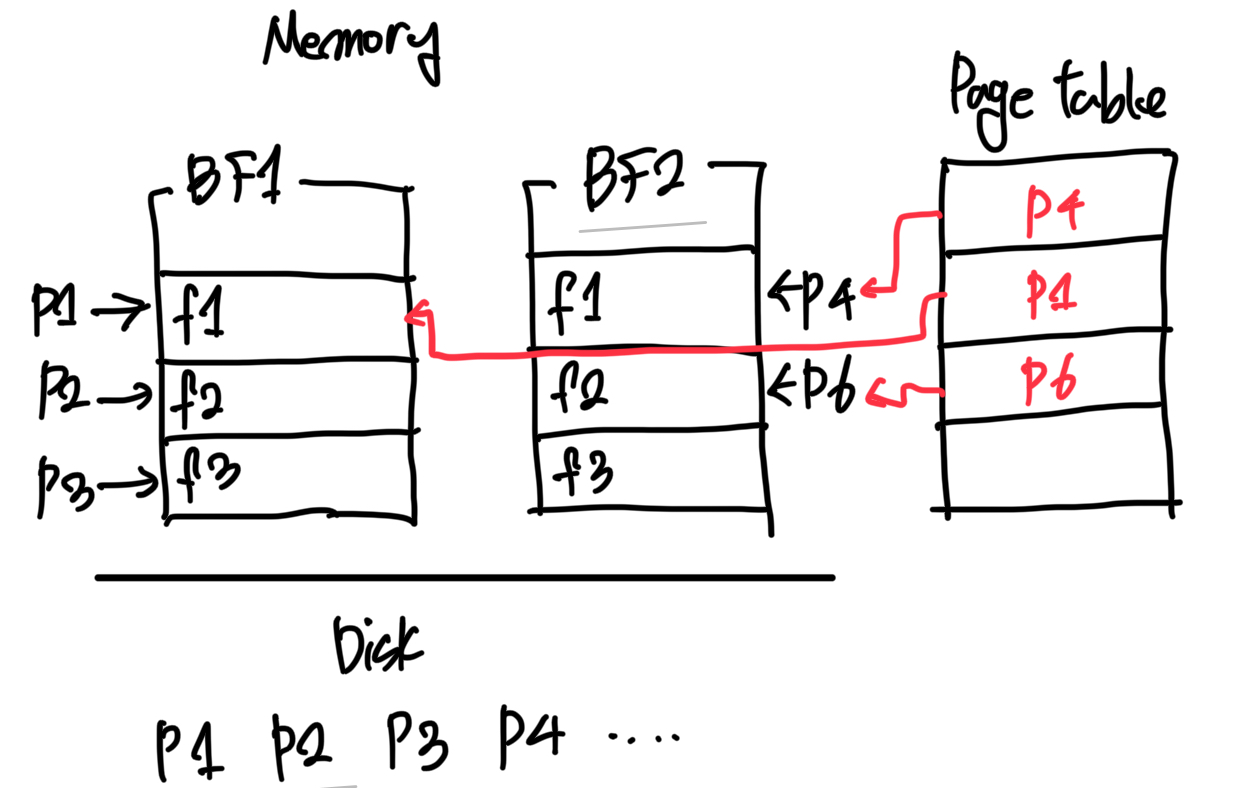 Memory
Page table
BF1
BF2
p4
p1
p6
p1
f1
p2
f2
p3
f3
f1
p4
f2
p6
f3
Disk
p1 p2 p3 p4 ....